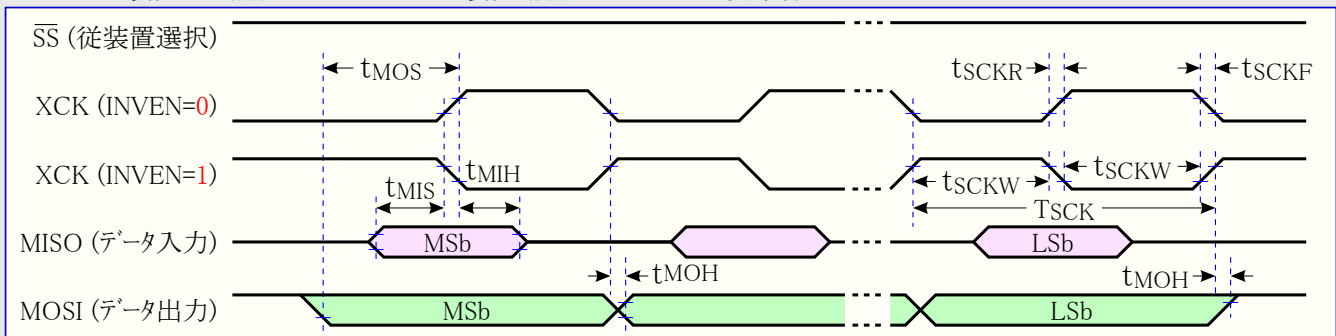 SS (従装置選択)
tMOS
tSCKR
tSCKF
XCK (INVEN=0)
XCK (INVEN=1)
tMIS
tMIH
tSCKW
tSCKW
TSCK
MISO (データ入力)
MSb
LSb
tMOH
tMOH
MOSI (データ出力)
MSb
LSb